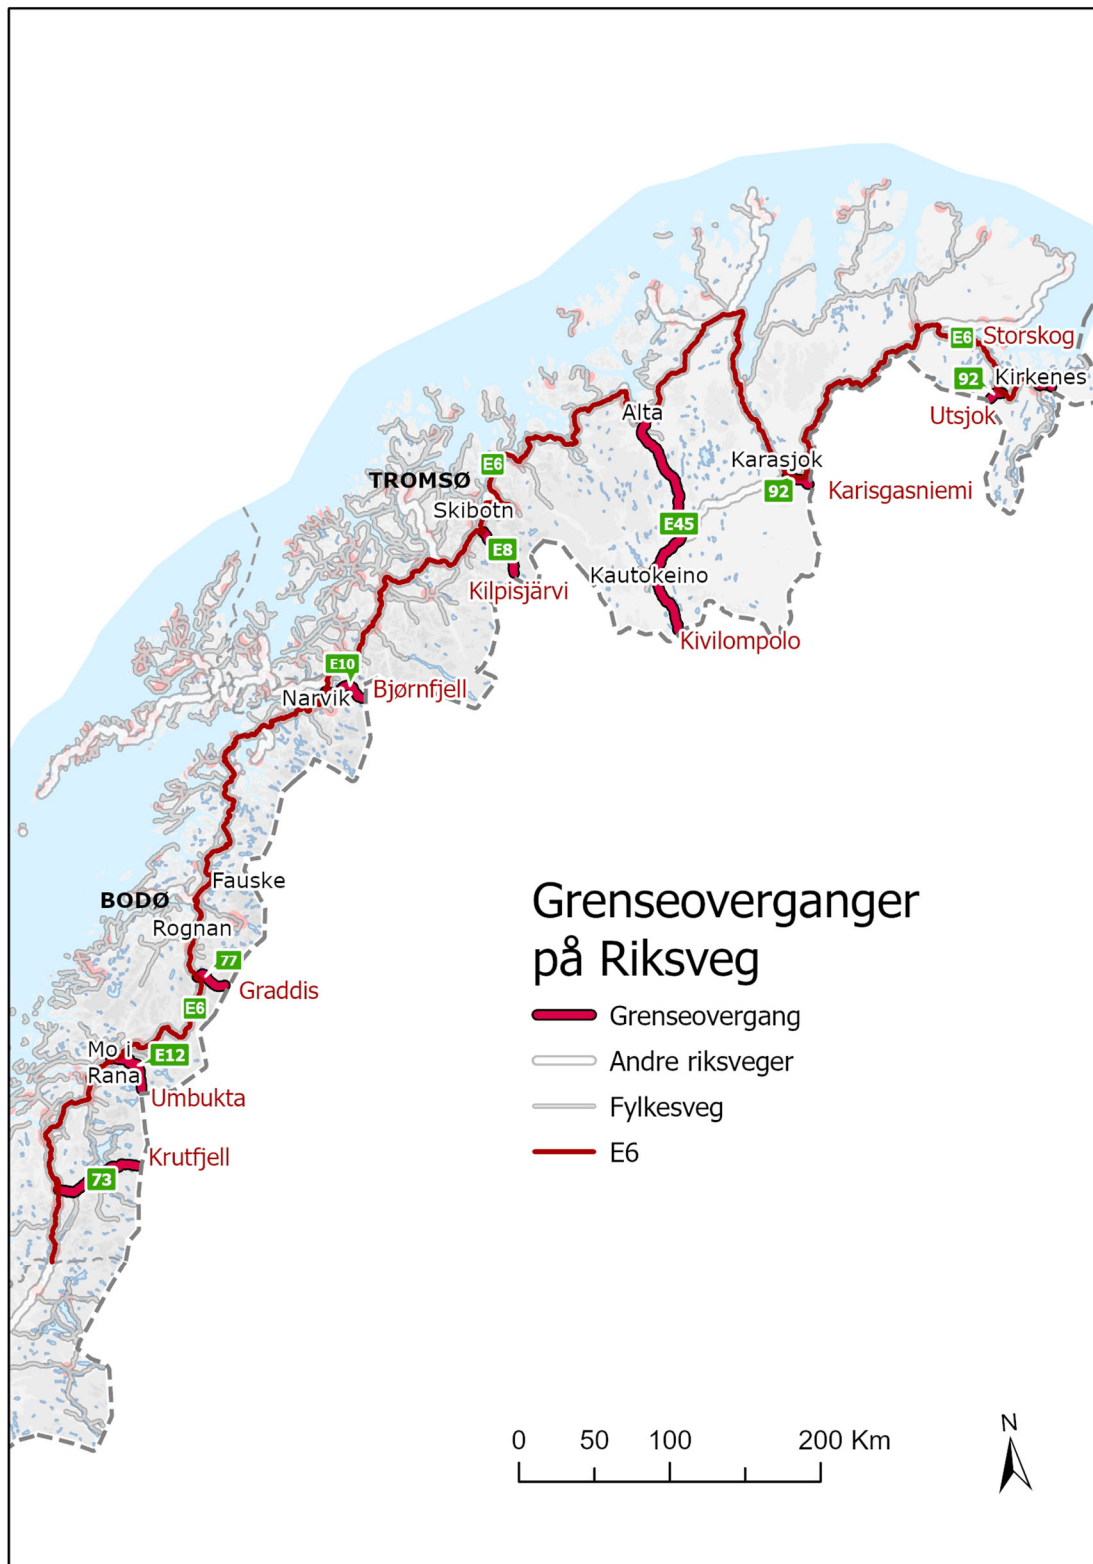 E6
Storskog
92
Kirkenes
Utsjok
Alta
Karasjok
E6
TROMSØ
92
Karisgasniemi
Skibotn
E45
E8
Kautokeino
Kilpisjärvi
Kivilompolo
E10
Bjørnfjell
Narvik
Fauske
BODØ
Rognan
77
Graddis
E6
Mo i
Rana
E12
Umbukta
Krutfjell
73
Grenseoverganger
på Riksveg
Grenseovergang
Andre riksveger
Fylkesveg
E6
0 50 100 200 Km
N